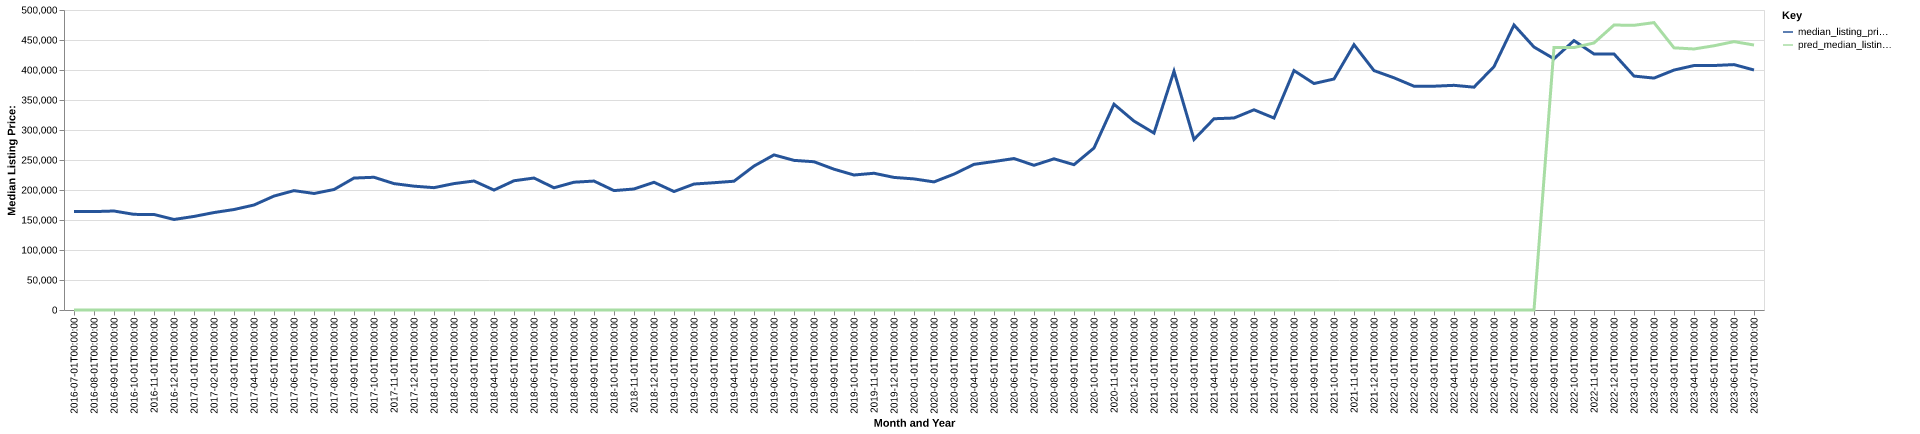 500,000
450,000
400,000
350,000
300,000
250,000
200,000
150,000
100,000
50,000
0
Median Listing Price:
2016-07-01T00:00:00
2016-08-01T00:00:00
2016-09-01T00:00:00
2016-10-01T00:00:00
2016-11-01T00:00:00
2016-12-01T00:00:00
2017-01-01T00:00:00
2017-02-01T00:00:00
2017-03-01T00:00:00
2017-04-01T00:00:00
2017-05-01T00:00:00
2017-06-01T00:00:00
2017-07-01T00:00:00
2017-08-01T00:00:00
2017-09-01T00:00:00
2017-10-01T00:00:00
2017-11-01T00:00:00
2017-12-01T00:00:00
2018-01-01T00:00:00
2018-02-01T00:00:00
2018-03-01T00:00:00
2018-04-01T00:00:00
2018-05-01T00:00:00
2018-06-01T00:00:00
2018-07-01T00:00:00
2018-08-01T00:00:00
2018-09-01T00:00:00
2018-10-01T00:00:00
2018-11-01T00:00:00
2018-12-01T00:00:00
2019-01-01T00:00:00
2019-02-01T00:00:00
2019-03-01T00:00:00
2019-04-01T00:00:00
2019-05-01T00:00:00
2019-06-01T00:00:00
2019-07-01T00:00:00
2019-08-01T00:00:00
2019-09-01T00:00:00
2019-10-01T00:00:00
2019-11-01T00:00:00
2019-12-01T00:00:00
2020-01-01T00:00:00
2020-02-01T00:00:00
2020-03-01T00:00:00
2020-04-01T00:00:00
2020-05-01T00:00:00
2020-06-01T00:00:00
2020-07-01T00:00:00
2020-08-01T00:00:00
2020-09-01T00:00:00
2020-10-01T00:00:00
2020-11-01T00:00:00
2020-12-01T00:00:00
2021-01-01T00:00:00
2021-02-01T00:00:00
2021-03-01T00:00:00
2021-04-01T00:00:00
2021-05-01T00:00:00
2021-06-01T00:00:00
2021-07-01T00:00:00
2021-08-01T00:00:00
2021-09-01T00:00:00
2021-10-01T00:00:00
2021-11-01T00:00:00
2021-12-01T00:00:00
2022-01-01T00:00:00
2022-02-01T00:00:00
2022-03-01T00:00:00
2022-04-01T00:00:00
2022-05-01T00:00:00
2022-06-01T00:00:00
2022-07-01T00:00:00
2022-08-01T00:00:00
2022-09-01T00:00:00
2022-10-01T00:00:00
2022-11-01T00:00:00
2022-12-01T00:00:00
2023-01-01T00:00:00
2023-02-01T00:00:00
2023-03-01T00:00:00
2023-04-01T00:00:00
2023-05-01T00:00:00
2023-06-01T00:00:00
2023-07-01T00:00:00
Month and Year
Key
median_listing_pri…
pred_median_listin…